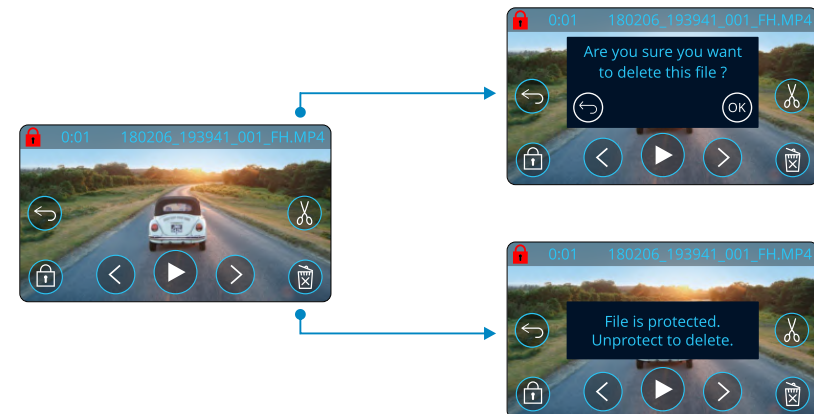 0:01 180206_193941_001_FH.MP4
Are you sure you want
to delete this file ?
OK
0:01 180206_193941_001_FH.MP4
0:01 180206_193941_001_FH.MP4
File is protected.
Unprotect to delete.